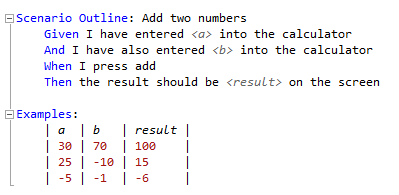 Scenario Outline: Add two numbers
Given I have entered <a> into the calculator
And I have also entered <b> into the calculator
When I press add
Then the result should be <result> on the screen
Examples:
| a | b | result |
| 30 | 70 | 100 |
| 25 | -10 | 15 |
| -5 | -1 | -6 |